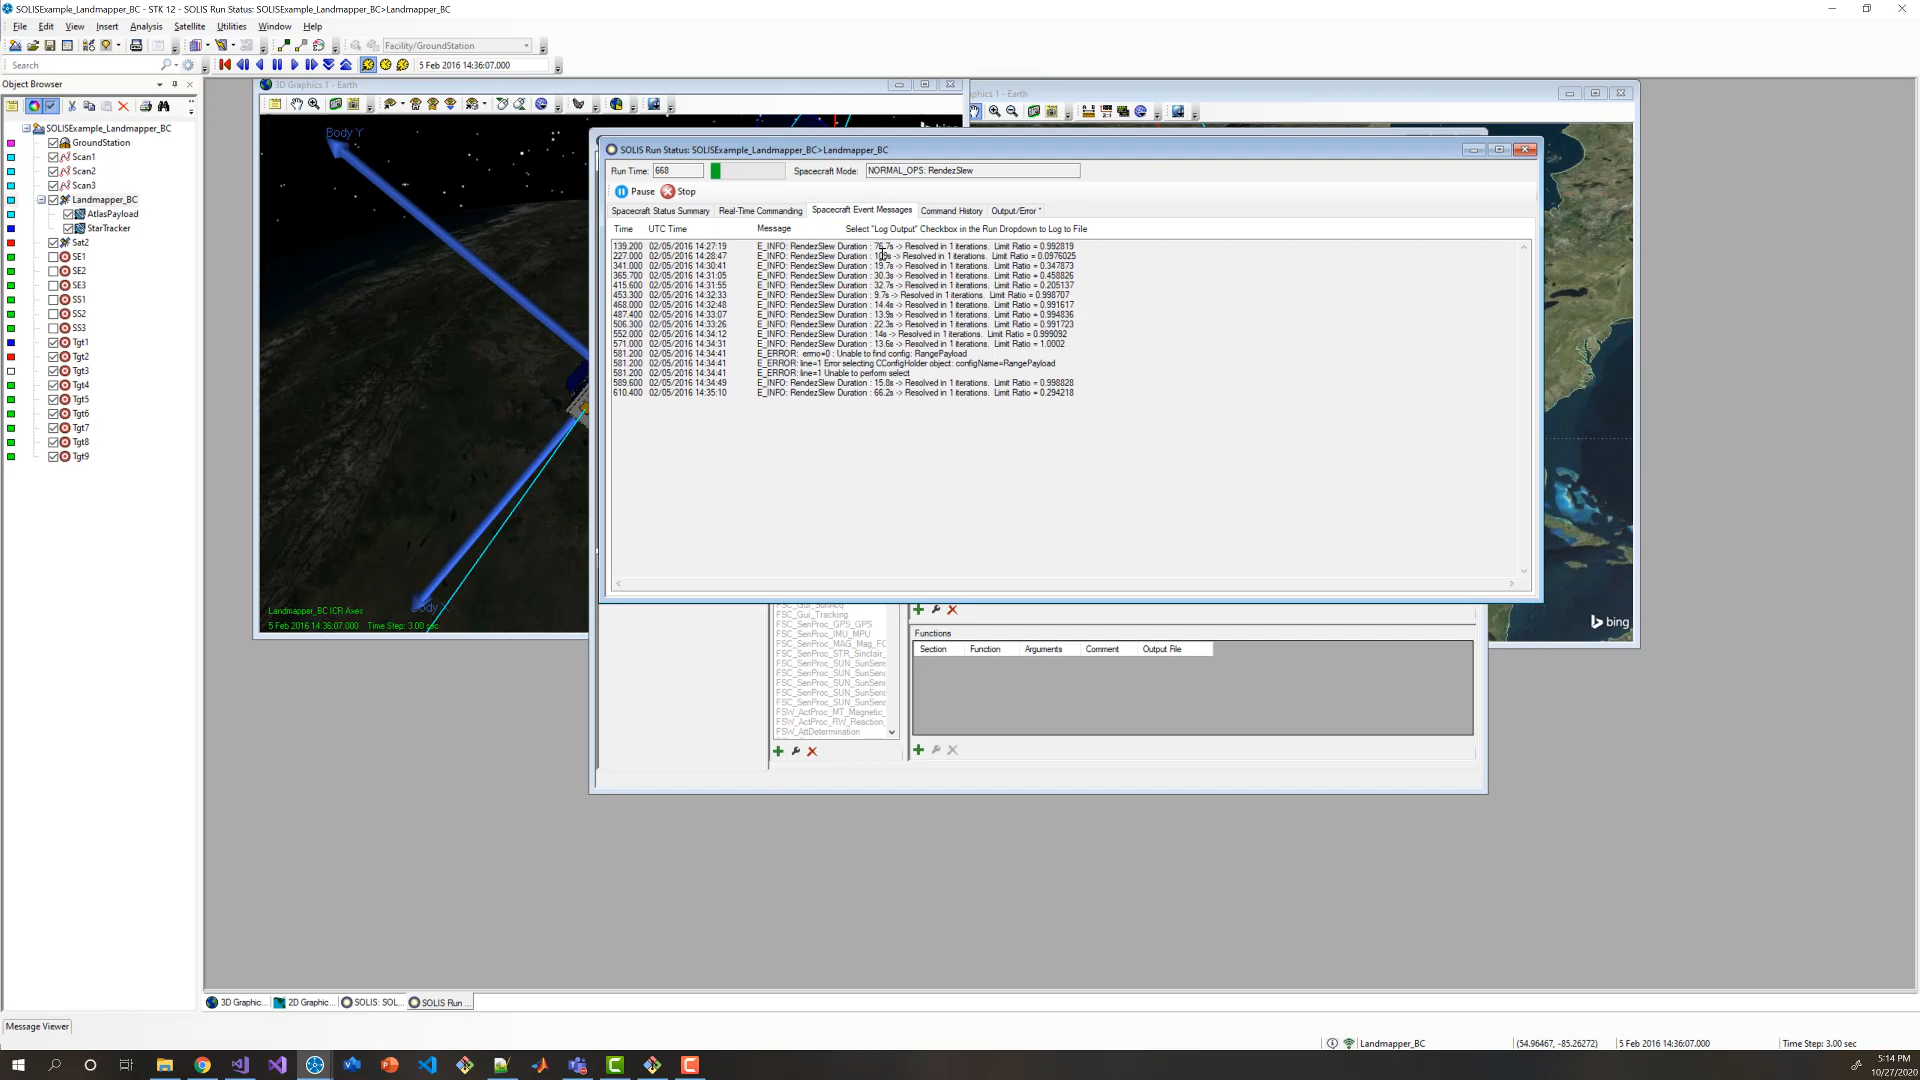 SOLISExample_Landmapper_BC - STK 12 - SOLIS Run Status: SOLISExample_Landmapper_BC>Landmapper_BC
File Edit View Insert Analysis Satellite Utilities Window Help
Facility/GroundStation
Search
5 Feb 2016 14:36:07.000
Object Browser
SOLISExample_Landmapper_BC
GroundStation
Scan1
Scan2
Scan3
Landmapper_BC
AtlasPayload
StarTracker
Sat2
SE1
SE2
SE3
SS1
SS2
SS3
Tgt1
Tgt2
Tgt3
Tgt4
Tgt5
Tgt6
Tgt7
Tgt8
Tgt9
3D Graphics 1 - Earth
Body Y
Landmapper_BC ICR Axes
5 Feb 2016 14:36:07.000 Time Step: 3.00 sec
aphics 1 - Earth
bing
SOLIS Run Status: SOLISExample_Landmapper_BC>Landmapper_BC
Run Time: 668 Spacecraft Mode: NORMAL_OPS: RendezSlew
Pause Stop
Spacecraft Status Summary Real-Time Commanding Spacecraft Event Messages Command History Output/Error *
Time UTC Time Message Select "Log Output" Checkbox in the Run Dropdown to Log to File
139.200 02/05/2016 14:27:19 E_INFO: RendezSlew Duration : -> Resolved in 1 iterations. Limit Ratio = 0.992819
227.000 02/05/2016 14:28:47 E_INFO: RendezSlew Duration : -> Resolved in 1 iterations. Limit Ratio = 0.0976025
341.000 02/05/2016 14:30:41 E_INFO: RendezSlew Duration : 19.7s -> Resolved in 1 iterations. Limit Ratio = 0.347873
365.700 02/05/2016 14:31:05 E_INFO: RendezSlew Duration : 30.3s -> Resolved in 1 iterations. Limit Ratio = 0.458826
415.600 02/05/2016 14:31:55 E_INFO: RendezSlew Duration : 32.7s -> Resolved in 1 iterations. Limit Ratio = 0.205137
453.300 02/05/2016 14:32:33 E_INFO: RendezSlew Duration : 9.7s -> Resolved in 1 iterations. Limit Ratio = 0.998707
468.000 02/05/2016 14:32:48 E_INFO: RendezSlew Duration : 14.4s -> Resolved in 1 iterations. Limit Ratio = 0.991617
487.400 02/05/2016 14:33:07 E_INFO: RendezSlew Duration : 13.9s -> Resolved in 1 iterations. Limit Ratio = 0.994836
506.300 02/05/2016 14:33:26 E_INFO: RendezSlew Duration : 22.3s -> Resolved in 1 iterations. Limit Ratio = 0.991723
552.000 02/05/2016 14:34:12 E_INFO: RendezSlew Duration : 14s -> Resolved in 1 iterations. Limit Ratio = 0.999092
571.000 02/05/2016 14:34:31 E_INFO: RendezSlew Duration : 13.6s -> Resolved in 1 iterations. Limit Ratio = 1.0002
581.200 02/05/2016 14:34:41 E_ERROR: errno=0 : Unable to find config: RangePayload
581.200 02/05/2016 14:34:41 E_ERROR: line=1 Error selecting CConfigHolder object: configName=RangePayload
581.200 02/05/2016 14:34:41 E_ERROR: line=1 Unable to perform select
589.600 02/05/2016 14:34:49 E_INFO: RendezSlew Duration : 15.8s -> Resolved in 1 iterations. Limit Ratio = 0.998828
610.400 02/05/2016 14:35:10 E_INFO: RendezSlew Duration : 66.2s -> Resolved in 1 iterations. Limit Ratio = 0.294218
FSC_Gui_Tracking
FSC_SenProc_GPS_GPS
FSC_SenProc_IMU_MPU
FSC_SenProc_MAG_Mag_FC
FSC_SenProc_STR_Sinclair_
FSC_SenProc_SUN_SunSens
FSC_SenProc_SUN_SunSens
FSC_SenProc_SUN_SunSens
FSC_SenProc_SUN_SunSens
FSC_SenProc_SUN_SunSens
FSW_ActProc_MT_Magnetic_
FSW_ActProc_RW_Reaction_
FSW_AttDetermination
Functions
Section Function Arguments Comment Output File
3D Graphic... 2D Graphic... SOLIS: SOL... SOLIS Run ...
Message Viewer
Landmapper_BC (54.96467, -85.26272) 5 Feb 2016 14:36:07.000 Time Step: 3.00 sec
5:14 PM
10/27/2020